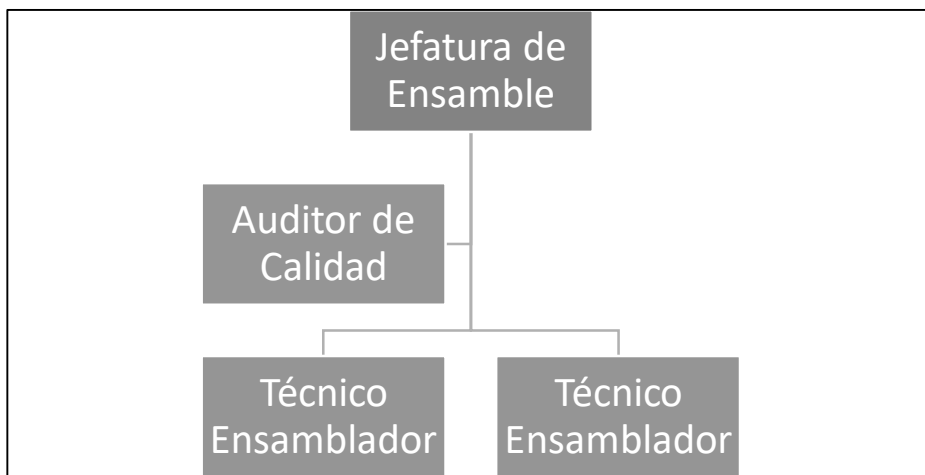 Jefatura de
Ensamble
Auditor de
Calidad
Técnico
Ensamblador
Técnico
Ensamblador